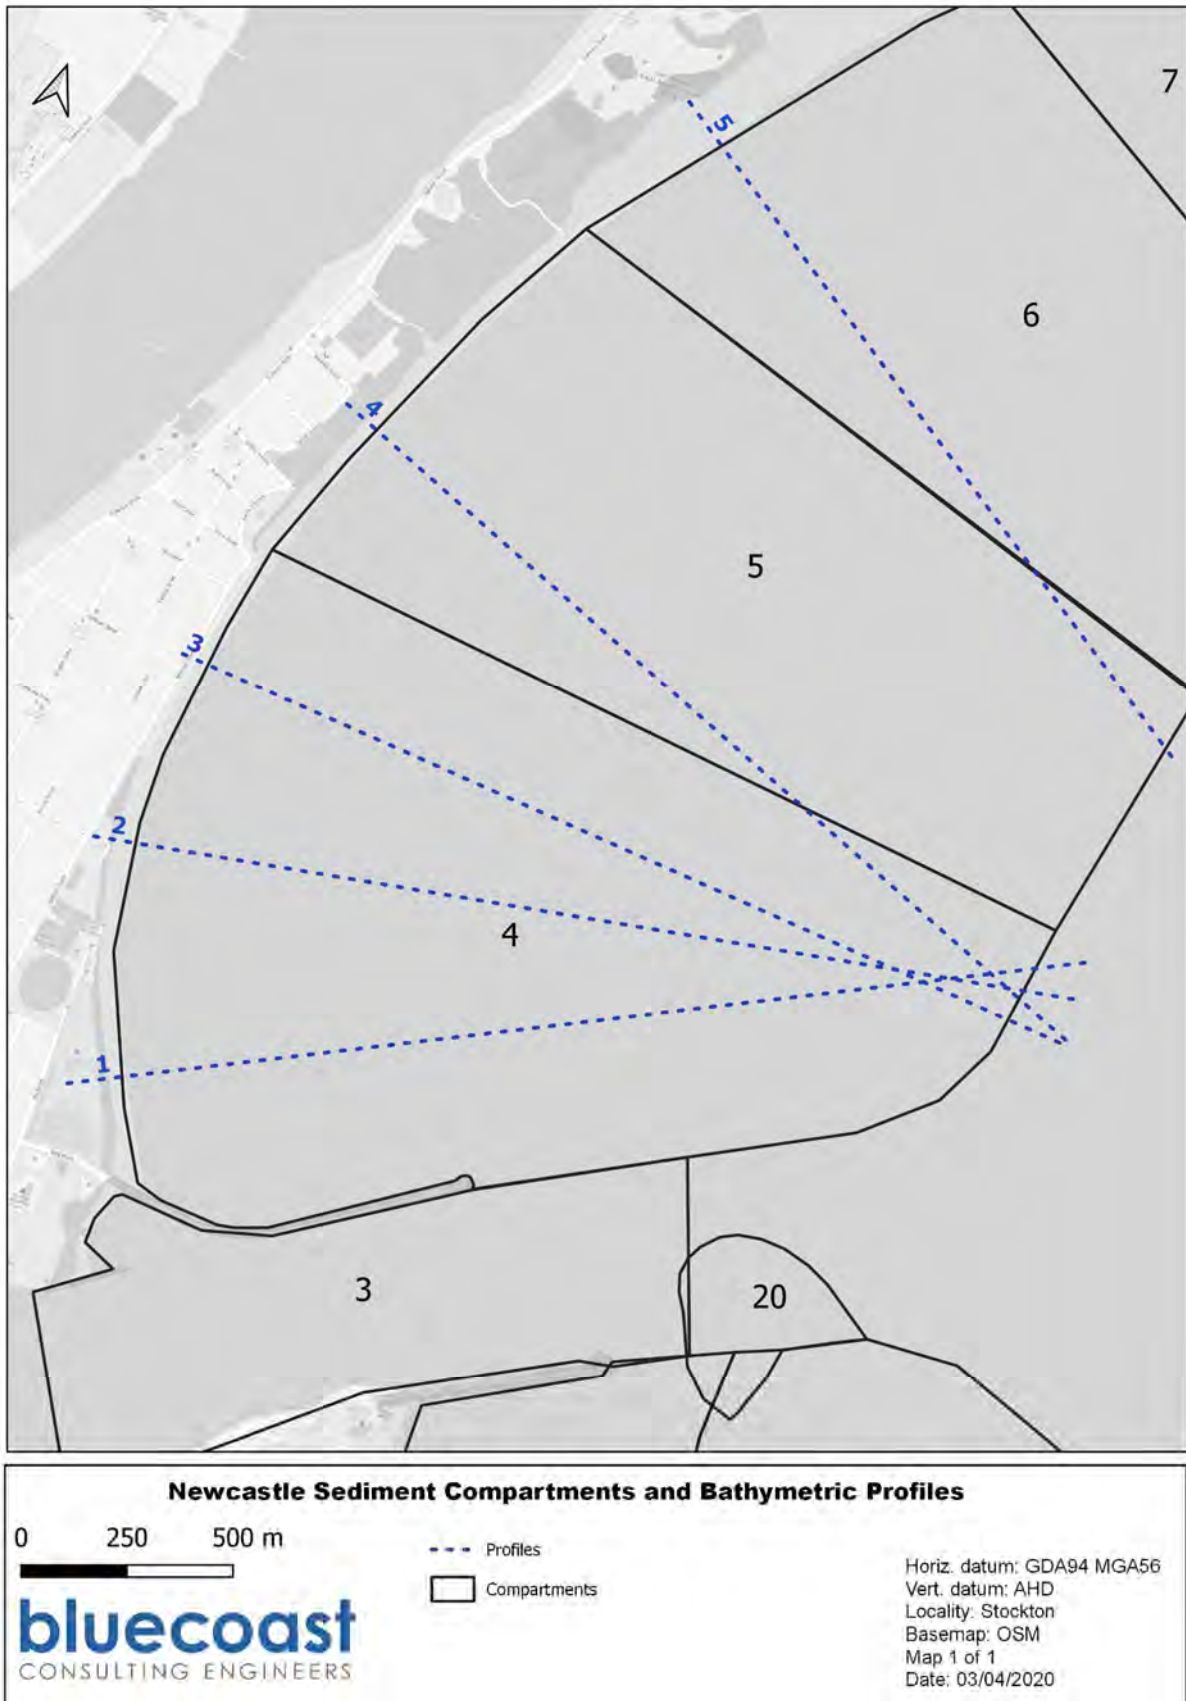 7
5
6
4
5
3
2
4
1
3
20
Newcastle Sediment Compartments and Bathymetric Profiles
0 250 500 m
Profiles
Compartments
Horiz. datum: GDA94 MGA56
Vert. datum: AHD
Locality: Stockton
Basemap: OSM
Map 1 of 1
Date: 03/04/2020
bluecoast
CONSULTING ENGINEERS